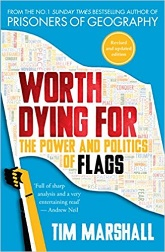 FROM THE NO.1 SUNDAY TIMES BESTSELLING AUTHOR OF
PRISONERS OF GEOGRAPHY
Revised and updated edition
WORTH
DYING FOR
THE POWER AND POLITICS
OF FLAGS
'Full of sharp
analysis and a very
entertaining read'
— Andrew Neil
TIM MARSHALL